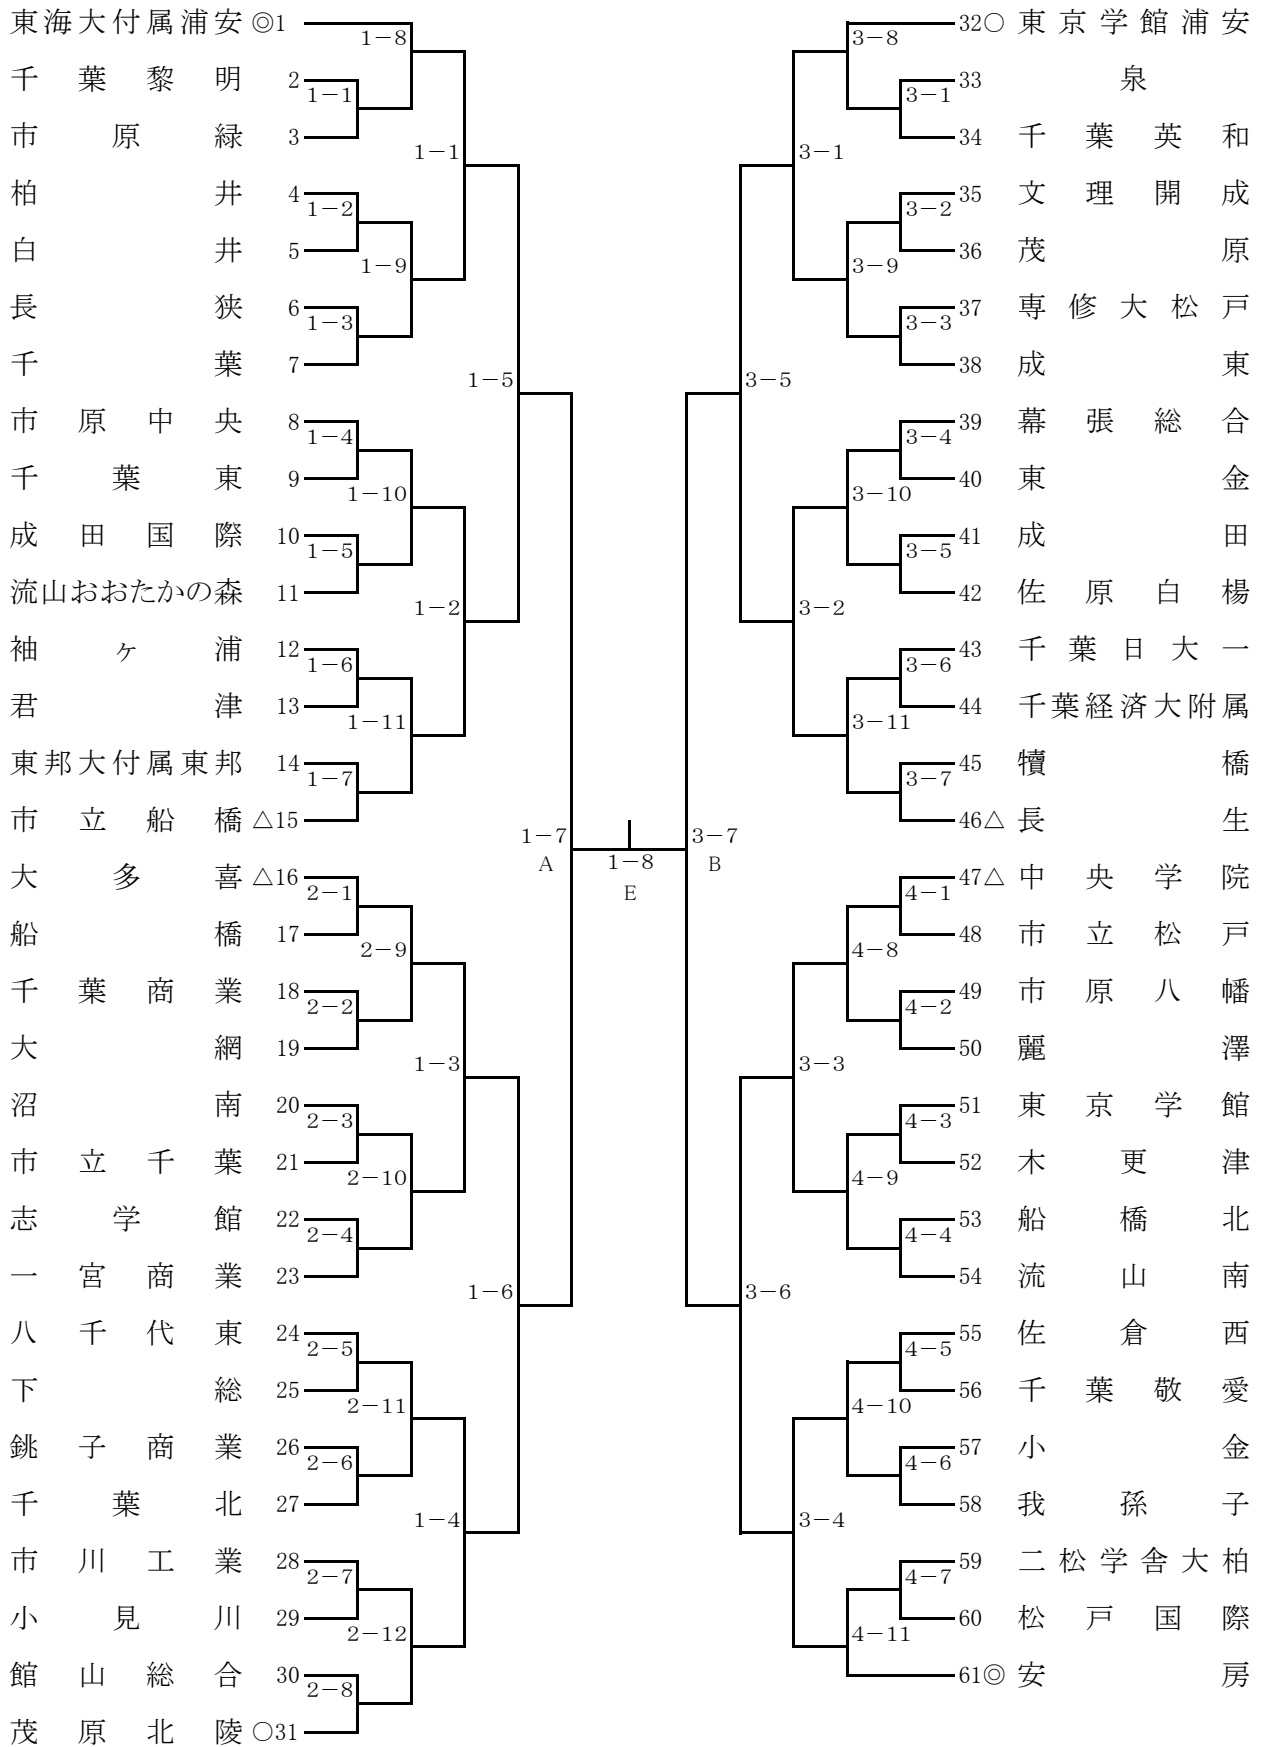 東海大付属浦安 ◎1
千葉黎明 2
市原緑 3
柏井 4
白井 5
長狭 6
千葉 7
市原中央 8
千葉東 9
成田国際 10
流山おおたかの森 11
袖ヶ浦 12
君津 13
東邦大付属東邦 14
市立船橋 △15
大多喜 △16
船橋 17
千葉商業 18
大網 19
沼南 20
市立千葉 21
志学館 22
一宮商業 23
八千代東 24
下総 25
銚子商業 26
千葉北 27
市川工業 28
小見川 29
館山総合 30
茂原北陵 ○31
1-8
1-1
1-1
1-2
1-9
1-3
1-5
1-4
1-10
1-5
1-2
1-6
1-11
1-7
1-7
A
2-1
2-9
2-2
1-3
2-3
2-10
2-4
1-6
2-5
2-11
2-6
1-4
2-7
2-12
2-8
1-8
E
3-8
3-1
3-1
3-2
3-9
3-3
3-5
3-4
3-10
3-5
3-2
3-6
3-11
3-7
3-7
B
4-1
4-8
4-2
3-3
4-3
4-9
4-4
3-6
4-5
4-10
4-6
3-4
4-7
4-11
32○ 東京学館浦安
33 泉
34 千葉英和
35 文理開成
36 茂原
37 専修大松戸
38 成東
39 幕張総合
40 東金
41 成田
42 佐原白楊
43 千葉日大一
44 千葉経済大附属
45 犢橋
46△ 長生
47△ 中央学院
48 市立松戸
49 市原八幡
50 麗澤
51 東京学館
52 木更津
53 船橋北
54 流山南
55 佐倉西
56 千葉敬愛
57 小金
58 我孫子
59 二松学舎大柏
60 松戸国際
61◎ 安房